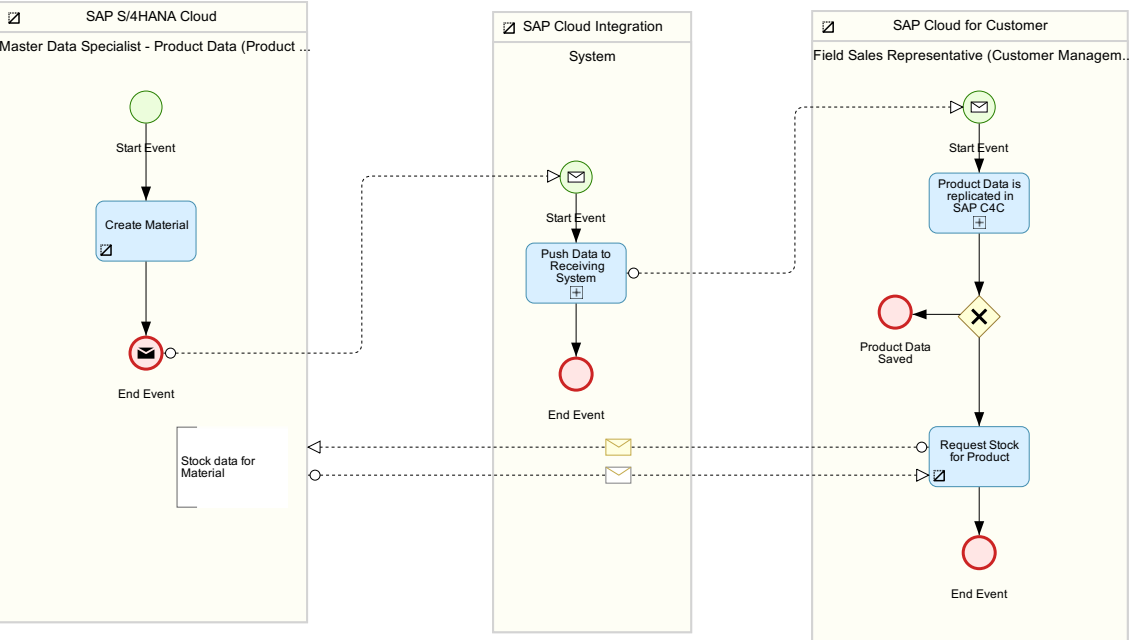 SAP S/4HANA Cloud
Master Data Specialist - Product Data (Product ...
Start Event
Create Material
End Event
Stock data for
Material
SAP Cloud Integration
System
Start Event
Push Data to
Receiving
System
End Event
SAP Cloud for Customer
Field Sales Representative (Customer Managem...
Start Event
Product Data is
replicated in
SAP C4C
Product Data
Saved
Request Stock
for Product
End Event